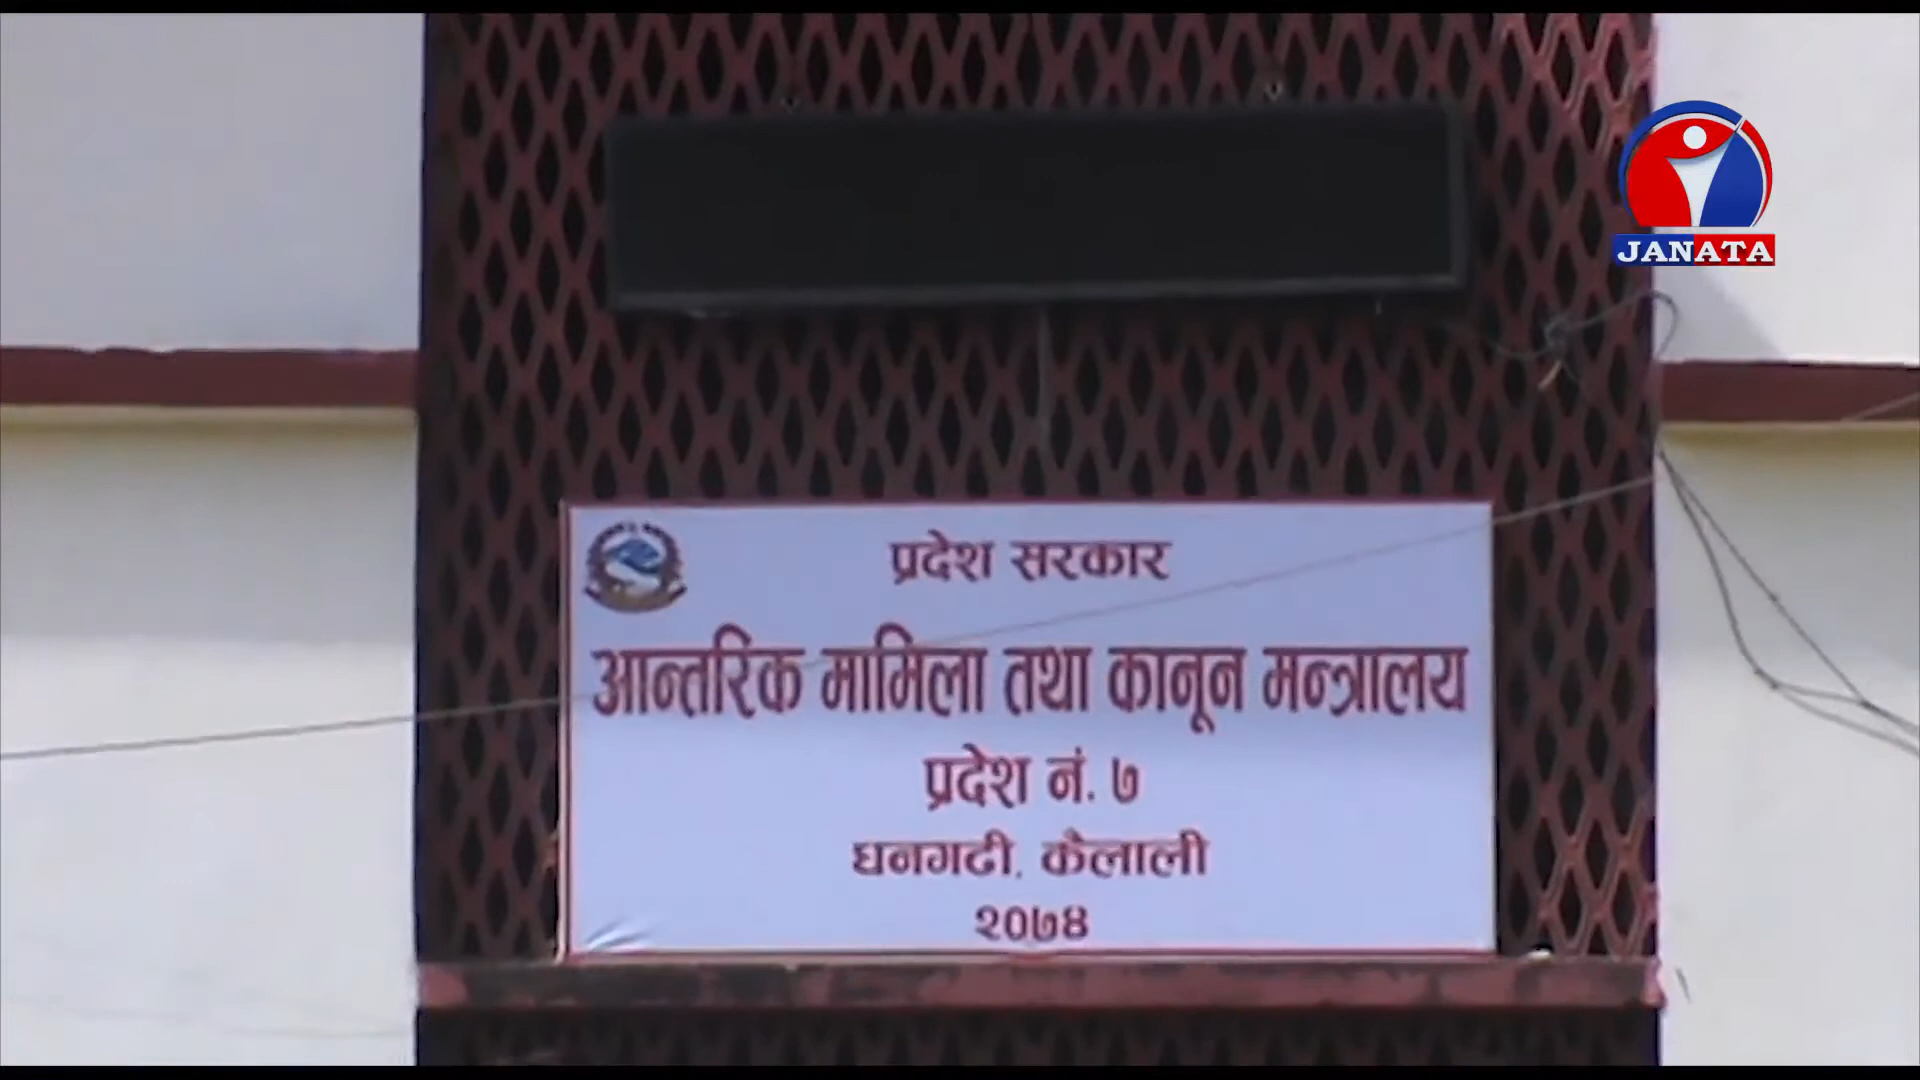 JANATA
प्रदेश सरकार
आन्तरिक मामिला तथा कानून मन्त्रालय
प्रदेश नं. ७
धनगढी, कैलाली
२०७४